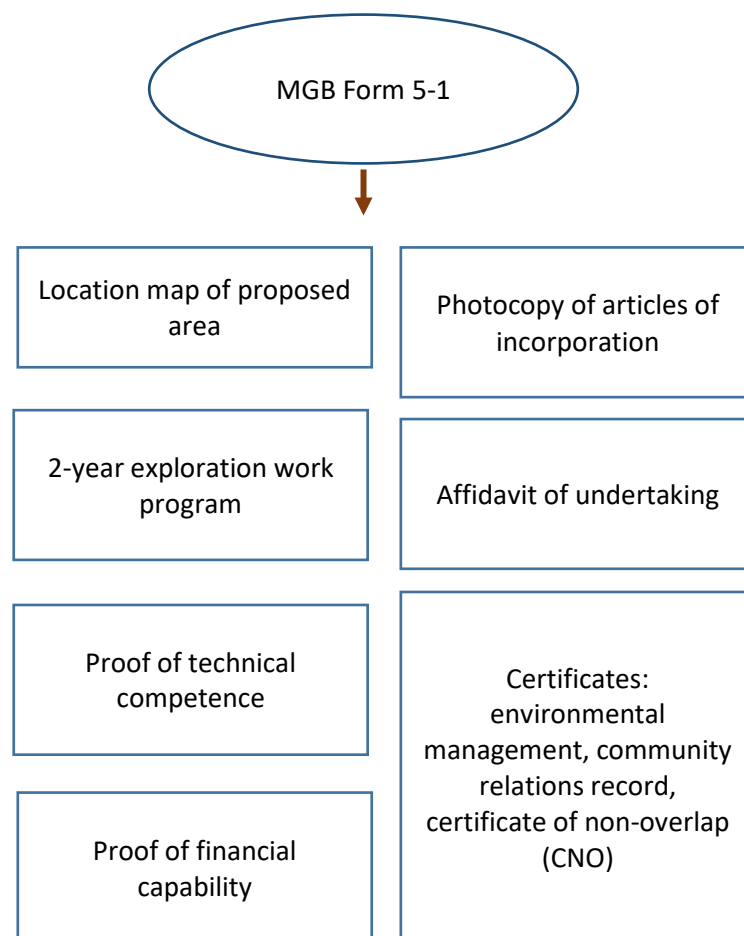 MGB Form 5-1
Location map of proposed
area
Photocopy of articles of
incorporation
2-year exploration work
program
Affidavit of undertaking
Proof of technical
competence
Certificates:
environmental
management, community
relations record,
certificate of non-overlap
(CNO)
Proof of financial
capability